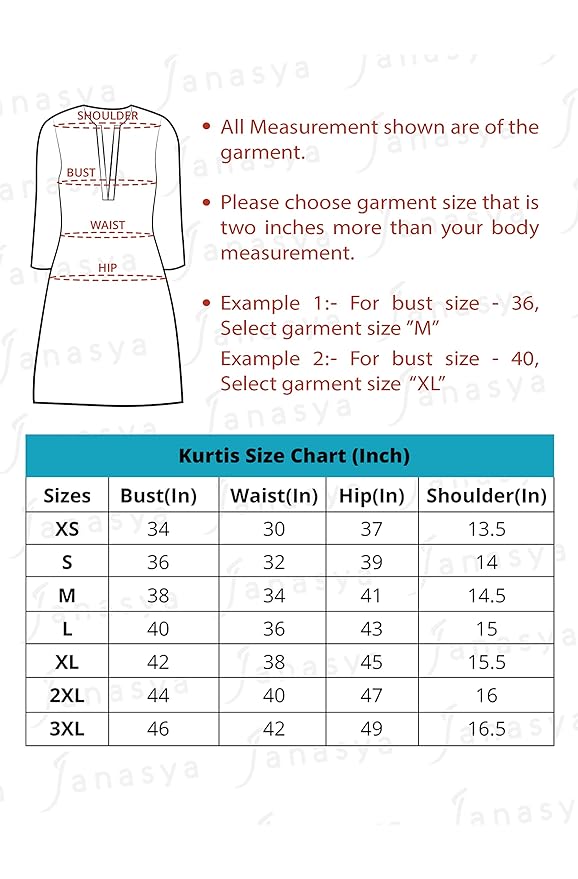 SHOULDER
BUST
WAIST
HIP
• All Measurement shown are of the
garment.
• Please choose garment size that is
two inches more than your body
measurement.
• Example 1:- For bust size - 36,
Select garment size “M”
Example 2:- For bust size - 40,
Select garment size “XL”
Kurtis Size Chart (Inch)
Sizes Bust(In) Waist(In) Hip(In) Shoulder(In)
XS 34 30 37 13.5
S 36 32 39 14
M 38 34 41 14.5
L 40 36 43 15
XL 42 38 45 15.5
2XL 44 40 47 16
3XL 46 42 49 16.5
Janasya